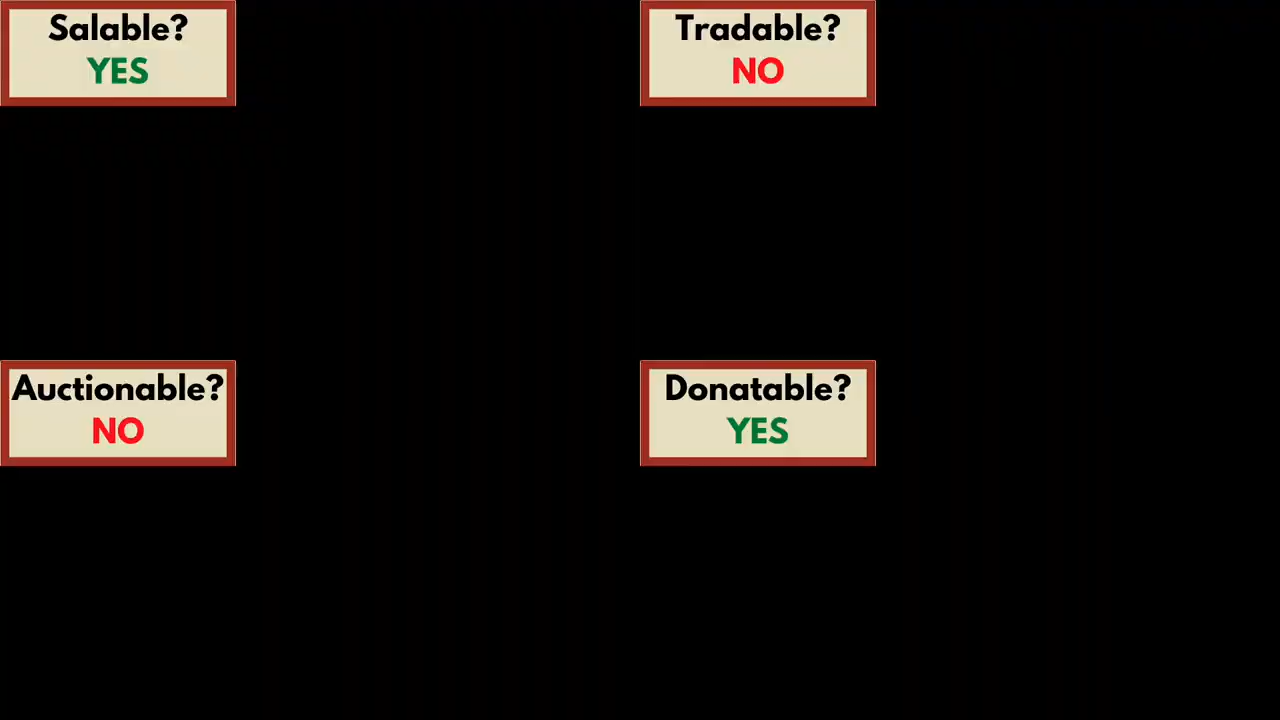 Salable?
YES
Tradable?
NO
Auctionable?
NO
Donatable?
YES